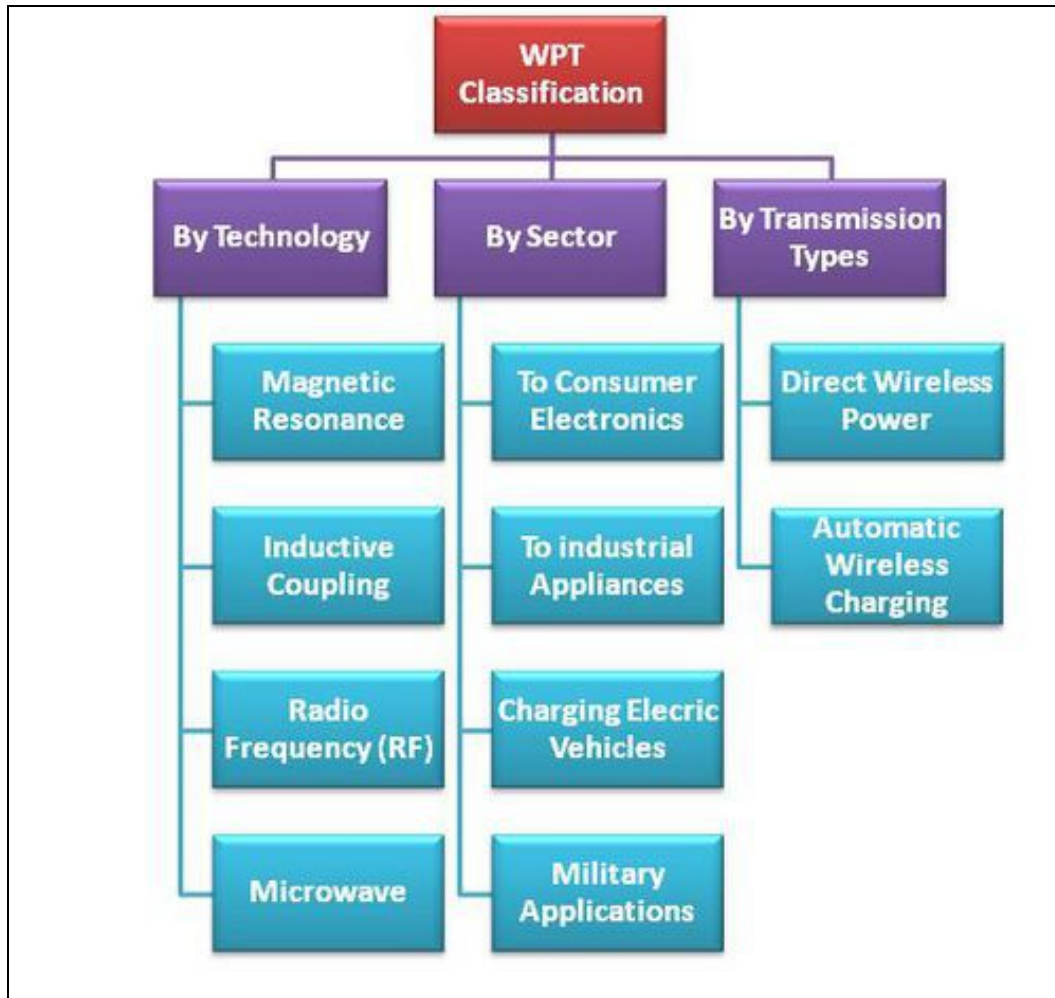 WPT
Classification
By Technology
By Sector
By Transmission
Types
Magnetic
Resonance
To Consumer
Electronics
Direct Wireless
Power
Inductive
Coupling
To industrial
Appliances
Automatic
Wireless
Charging
Radio
Frequency (RF)
Charging Elecric
Vehicles
Microwave
Military
Applications